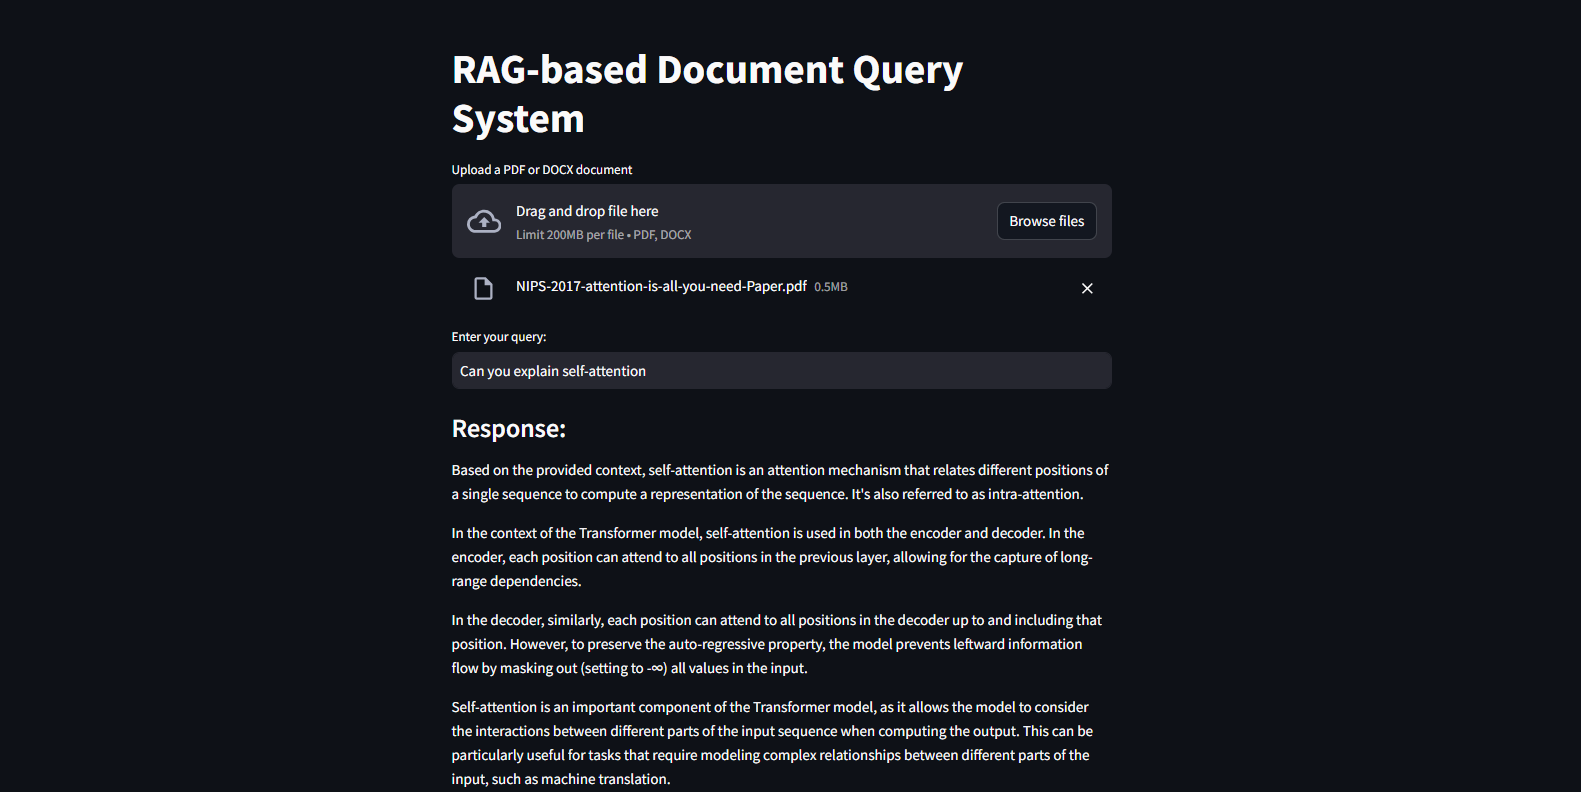 RAG-based Document Query
System
Upload a PDF or DOCX document
Drag and drop file here
Limit 200MB per file • PDF, DOCX
Browse files
NIPS-2017-attention-is-all-you-need-Paper.pdf 0.5MB
Enter your query:
Can you explain self-attention
Response:
Based on the provided context, self-attention is an attention mechanism that relates different positions of
a single sequence to compute a representation of the sequence. It's also referred to as intra-attention.
In the context of the Transformer model, self-attention is used in both the encoder and decoder. In the
encoder, each position can attend to all positions in the previous layer, allowing for the capture of long-
range dependencies.
In the decoder, similarly, each position can attend to all positions in the decoder up to and including that
position. However, to preserve the auto-regressive property, the model prevents leftward information
flow by masking out (setting to -∞) all values in the input.
Self-attention is an important component of the Transformer model, as it allows the model to consider
the interactions between different parts of the input sequence when computing the output. This can be
particularly useful for tasks that require modeling complex relationships between different parts of the
input, such as machine translation.